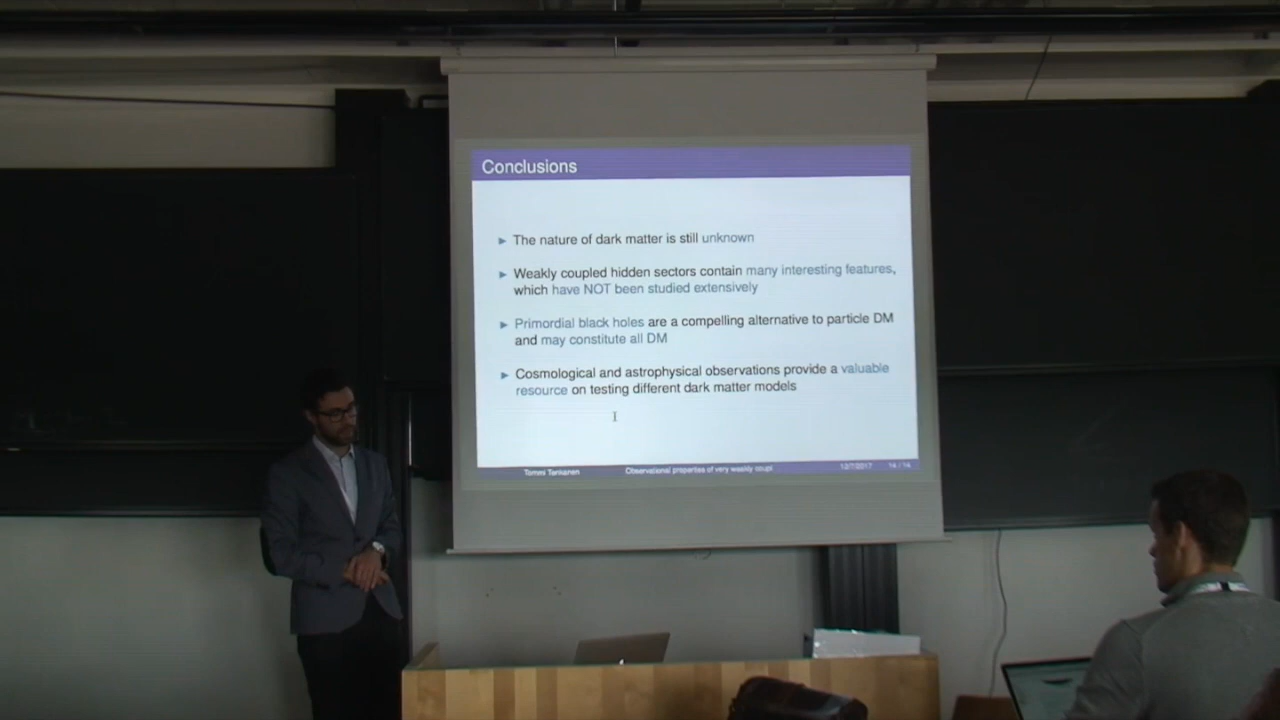 Conclusions
► The nature of dark matter is still unknown
► Weakly coupled hidden sectors contain many interesting features,
which have NOT been studied extensively
► Primordial black holes are a compelling alternative to particle DM
and may constitute all DM
► Cosmological and astrophysical observations provide a valuable
resource on testing different dark matter models
Tommi Tenkanen Observational properties of very weakly coupl 12/7/2017 14 / 14